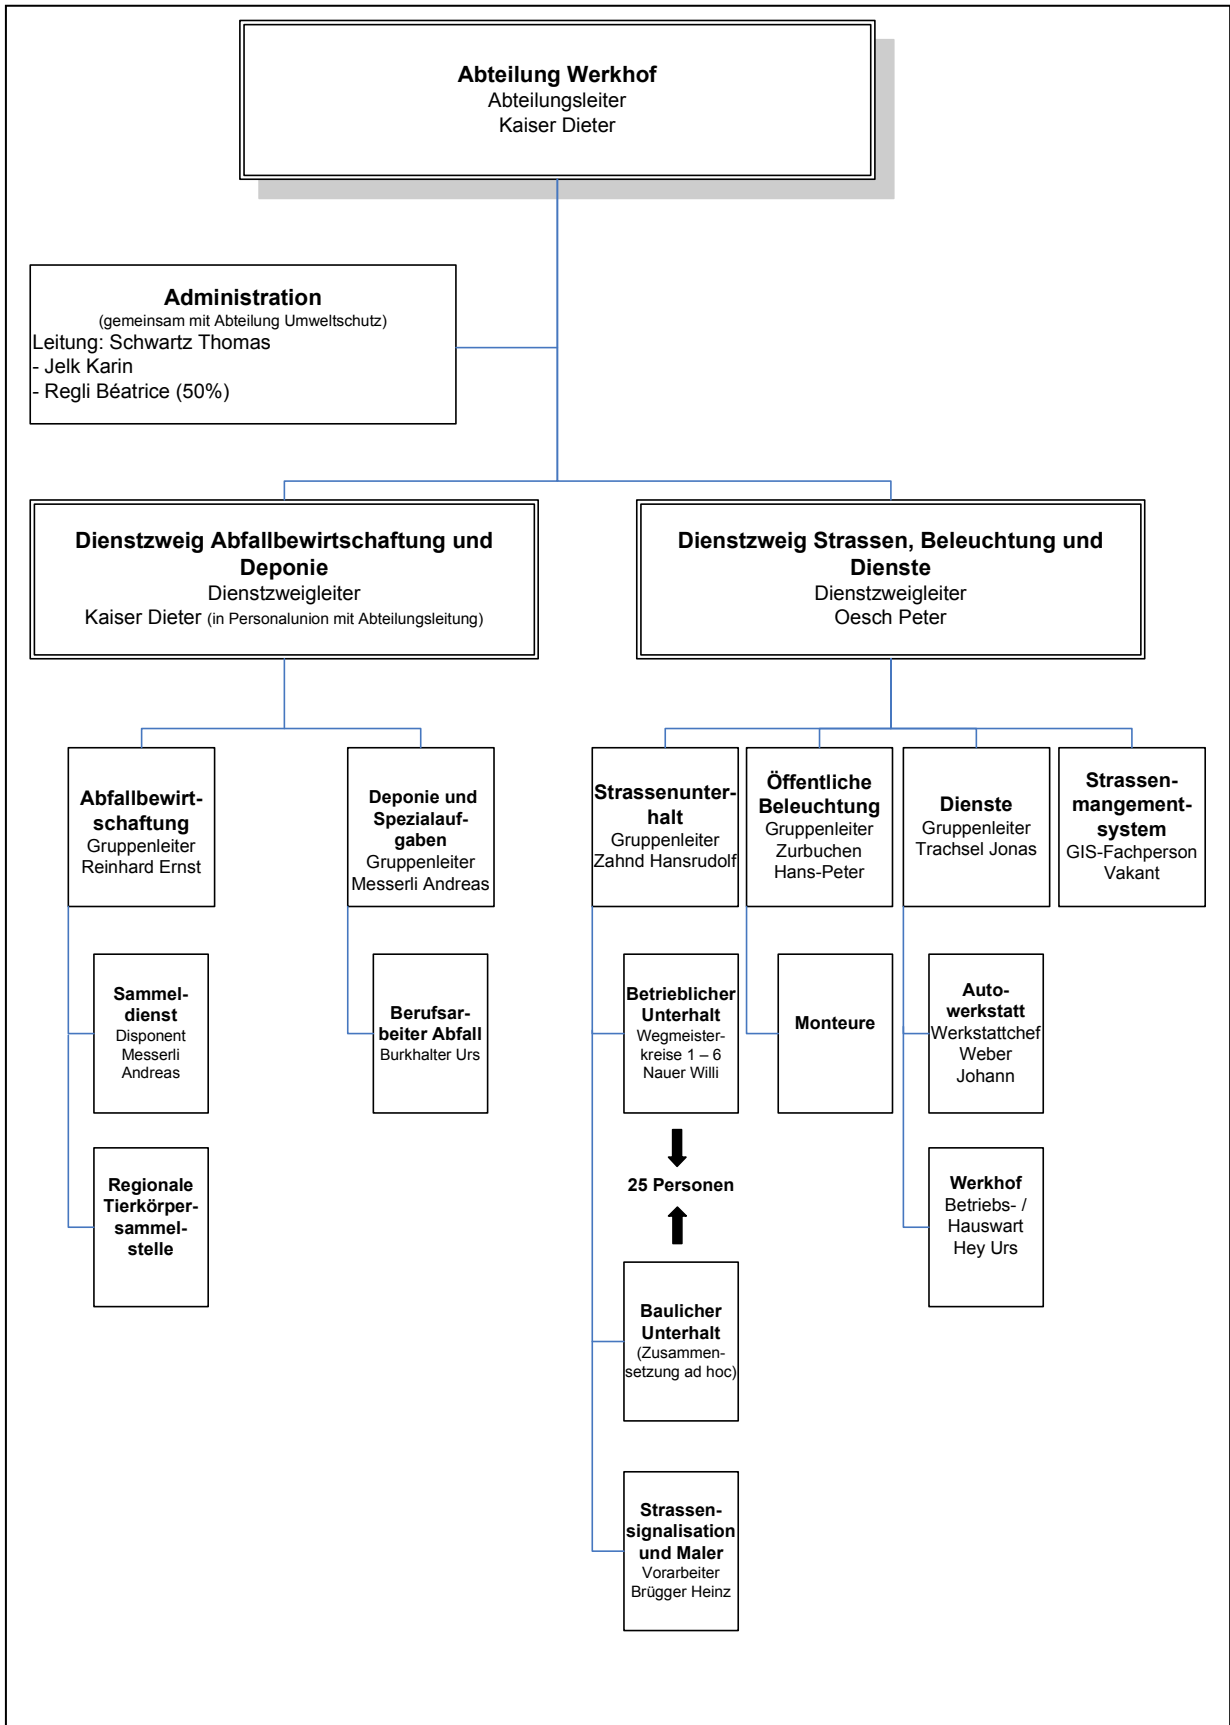 Abteilung Werkhof
Abteilungsleiter
Kaiser Dieter
Administration
(gemeinsam mit Abteilung Umweltschutz)
Leitung: Schwartz Thomas
- Jelk Karin
- Regli Béatrice (50%)
Dienstzweig Abfallbewirtschaftung und
Deponie
Dienstzweigleiter
Kaiser Dieter (in Personalunion mit Abteilungsleitung)
Dienstzweig Strassen, Beleuchtung und
Dienste
Dienstzweigleiter
Oesch Peter
Abfallbewirt-
schaftung
Gruppenleiter
Reinhard Ernst
Deponie und
Spezialauf-
gaben
Gruppenleiter
Messerli Andreas
Strassenunter-
halt
Gruppenleiter
Zahnd Hansrudolf
Öffentliche
Beleuchtung
Gruppenleiter
Zurbuchen
Hans-Peter
Dienste
Gruppenleiter
Trachsel Jonas
Strassen-
mangement-
system
GIS-Fachperson
Vakant
Sammel-
dienst
Disponent
Messerli
Andreas
Berufsar-
beiter Abfall
Burkhalter Urs
Betrieblicher
Unterhalt
Wegmeister-
kreise 1 – 6
Nauer Willi
Monteure
Auto-
werkstatt
Werkstattchef
Weber
Johann
Regionale
Tierkörper-
sammel-
stelle
25 Personen
Werkhof
Betriebs- /
Hauswart
Hey Urs
Baulicher
Unterhalt
(Zusammen-
setzung ad hoc)
Strassen-
signalisation
und Maler
Vorarbeiter
Brügger Heinz